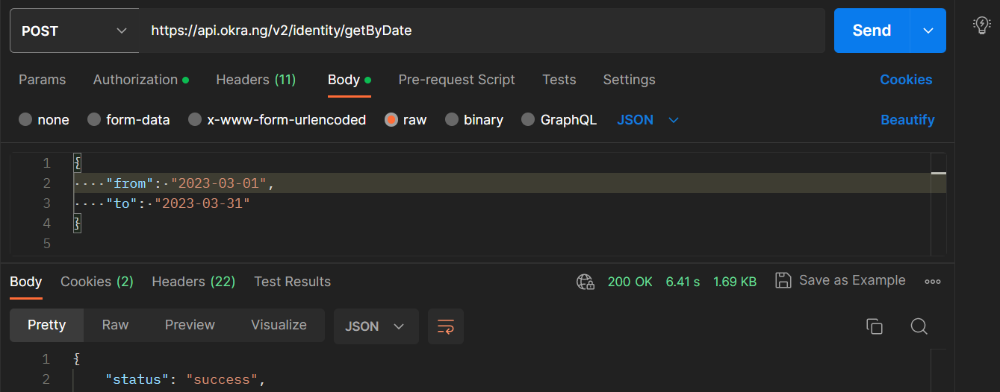 POST https://api.okra.ng/v2/identity/getByDate Send
Params Authorization Headers (11) Body Pre-request Script Tests Settings Cookies
none form-data x-www-form-urlencoded raw binary GraphQL JSON Beautify
1 {
2 ····"from":·"2023-03-01",
3 ····"to":·"2023-03-31"
4 }
5
Body Cookies (2) Headers (22) Test Results 200 OK 6.41 s 1.69 KB Save as Example
Pretty Raw Preview Visualize JSON
1 {
2 "status": "success",